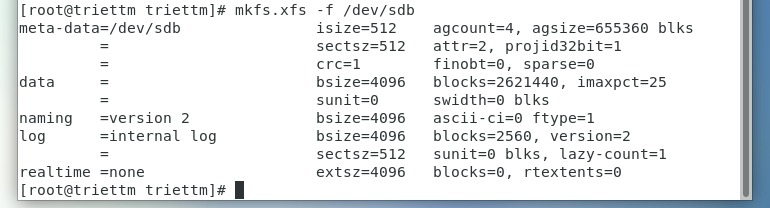 [root@triettm triettm]# mkfs.xfs -f /dev/sdb
meta-data=/dev/sdb               isize=512    agcount=4, agsize=655360 blks
         =                       sectsz=512   attr=2, projid32bit=1
         =                       crc=1        finobt=0, sparse=0
data     =                       bsize=4096   blocks=2621440, imaxpct=25
         =                       sunit=0      swidth=0 blks
naming   =version 2              bsize=4096   ascii-ci=0 ftype=1
log      =internal log           bsize=4096   blocks=2560, version=2
         =                       sectsz=512   sunit=0 blks, lazy-count=1
realtime =none                   extsz=4096   blocks=0, rtextents=0
[root@triettm triettm]#